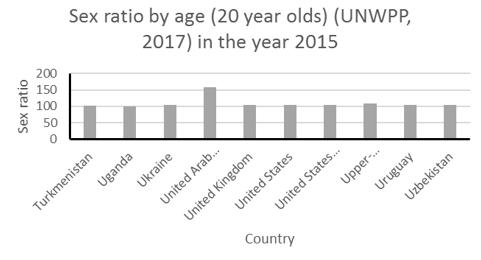 Sex ratio by age (20 year olds) (UNWPP,
2017) in the year 2015
200
150
100
50
0
Sex ratio
Turkmenistan
Uganda
Ukraine
United Arab...
United Kingdom
United States
United States...
Upper-...
Uruguay
Uzbekistan
Country